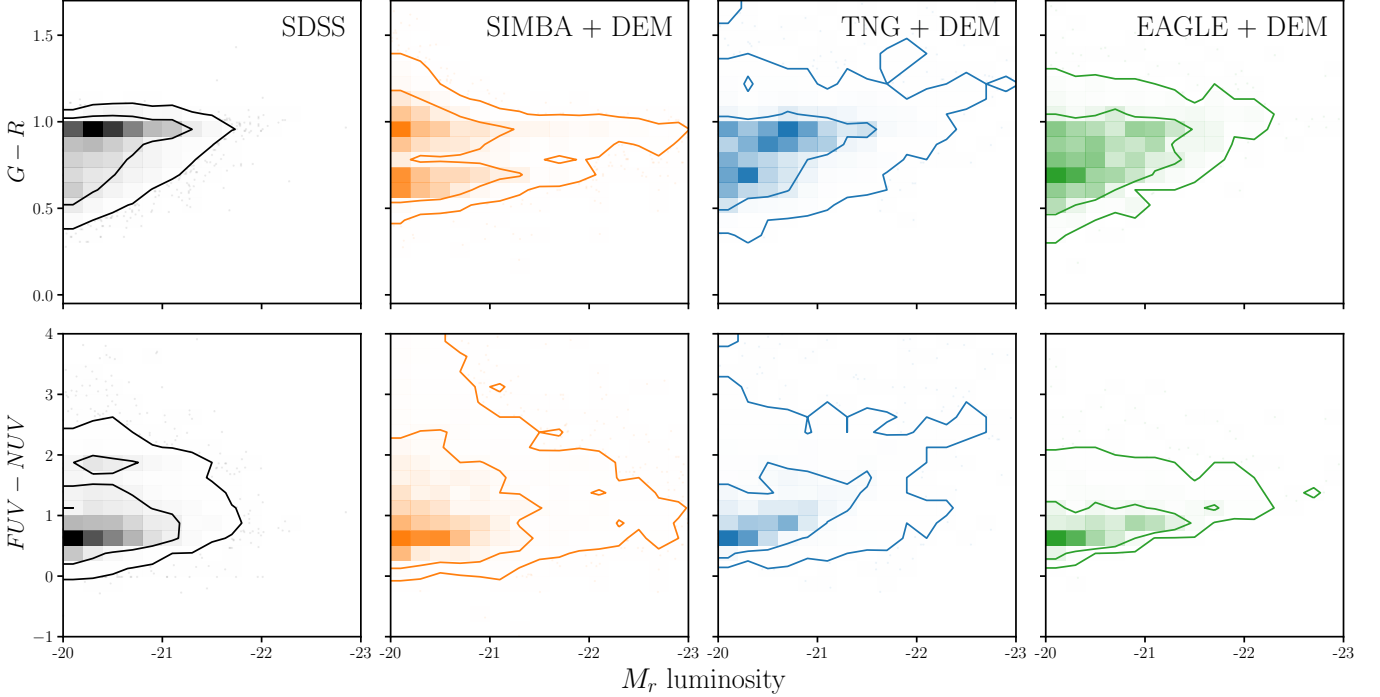 SDSS
SIMBA + DEM
TNG + DEM
EAGLE + DEM
G − R
1.5
1.0
0.5
0.0
FUV − NUV
4
3
2
1
0
−1
-20 -21 -22 -23
-20 -21 -22 -23
-20 -21 -22 -23
-20 -21 -22 -23
M_r luminosity